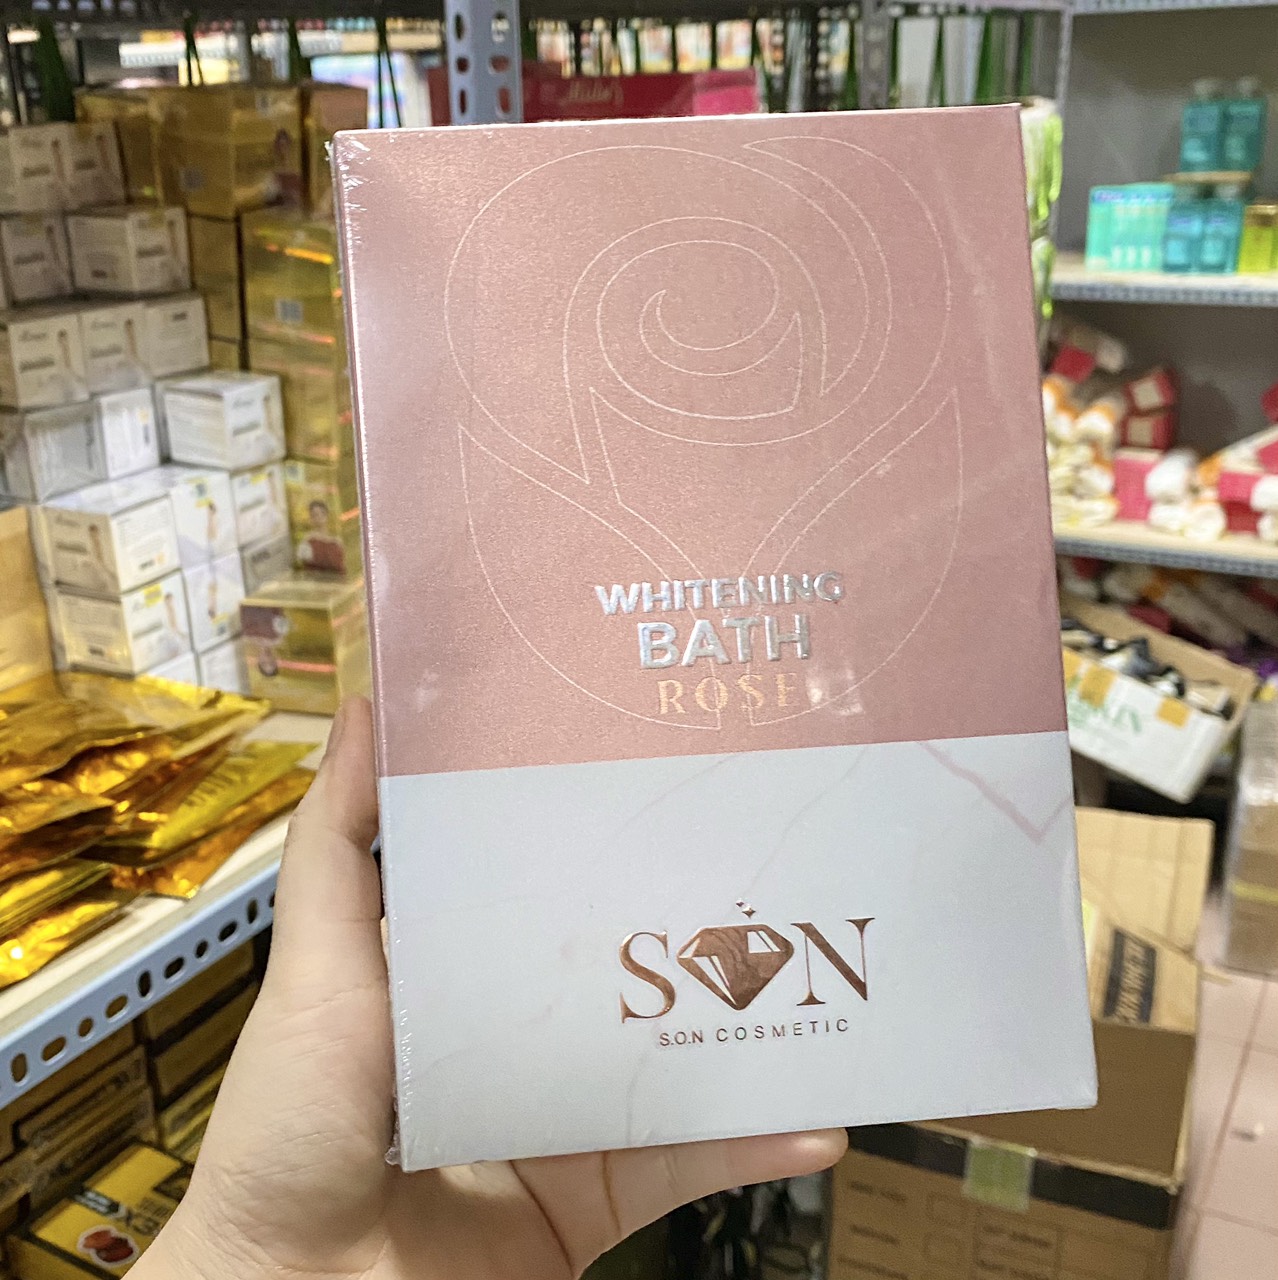 WHITENING
BATH
ROSE
SON
S.O.N COSMETIC